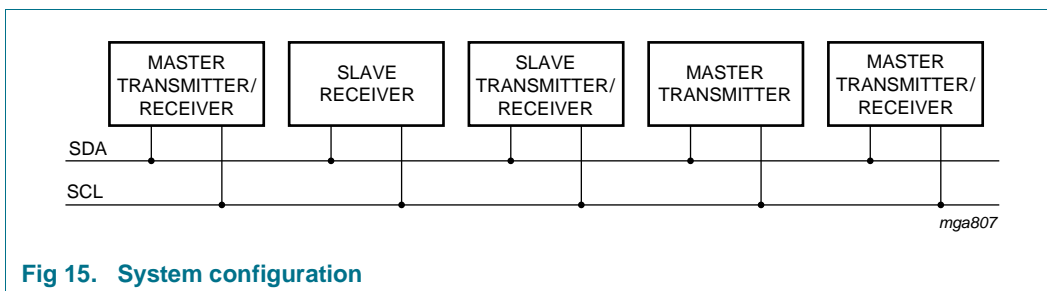 MASTER
TRANSMITTER/
RECEIVER
SLAVE
RECEIVER
SLAVE
TRANSMITTER/
RECEIVER
MASTER
TRANSMITTER
MASTER
TRANSMITTER/
RECEIVER
SDA
SCL
mga807
Fig 15. System configuration